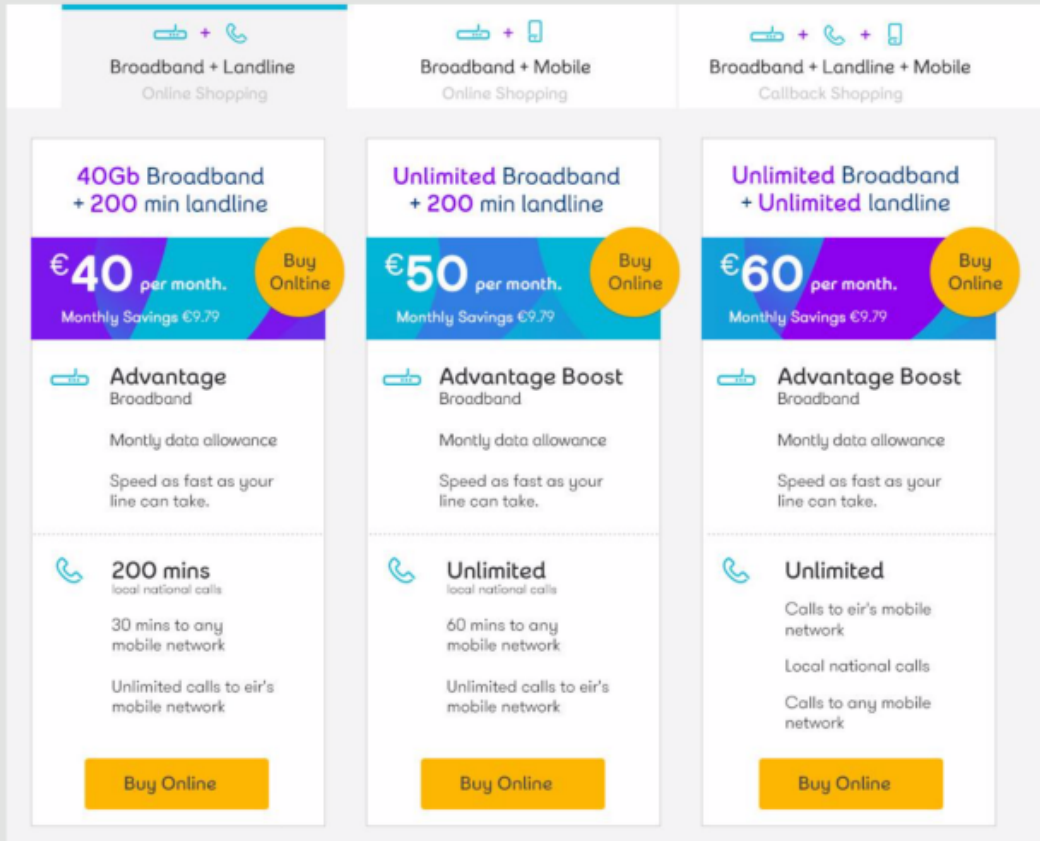 +
Broadband + Landline
Online Shopping
+
Broadband + Mobile
Online Shopping
+ +
Broadband + Landline + Mobile
Callback Shopping
40Gb Broadband
+ 200 min landline
€40 per month.
Monthly Savings €9.79
Buy
Onltine
Advantage
Broadband
Montly data allowance
Speed as fast as your
line can take.
200 mins
local national calls
30 mins to any
mobile network
Unlimited calls to eir's
mobile network
Buy Online
Unlimited Broadband
+ 200 min landline
€50 per month.
Monthly Savings €9.79
Buy
Online
Advantage Boost
Broadband
Montly data allowance
Speed as fast as your
line can take.
Unlimited
local national calls
60 mins to any
mobile network
Unlimited calls to eir's
mobile network
Buy Online
Unlimited Broadband
+ Unlimited landline
€60 per month.
Monthly Savings €9.79
Buy
Online
Advantage Boost
Broadband
Montly data allowance
Speed as fast as your
line can take.
Unlimited
Calls to eir's mobile
network
Local national calls
Calls to any mobile
network
Buy Online